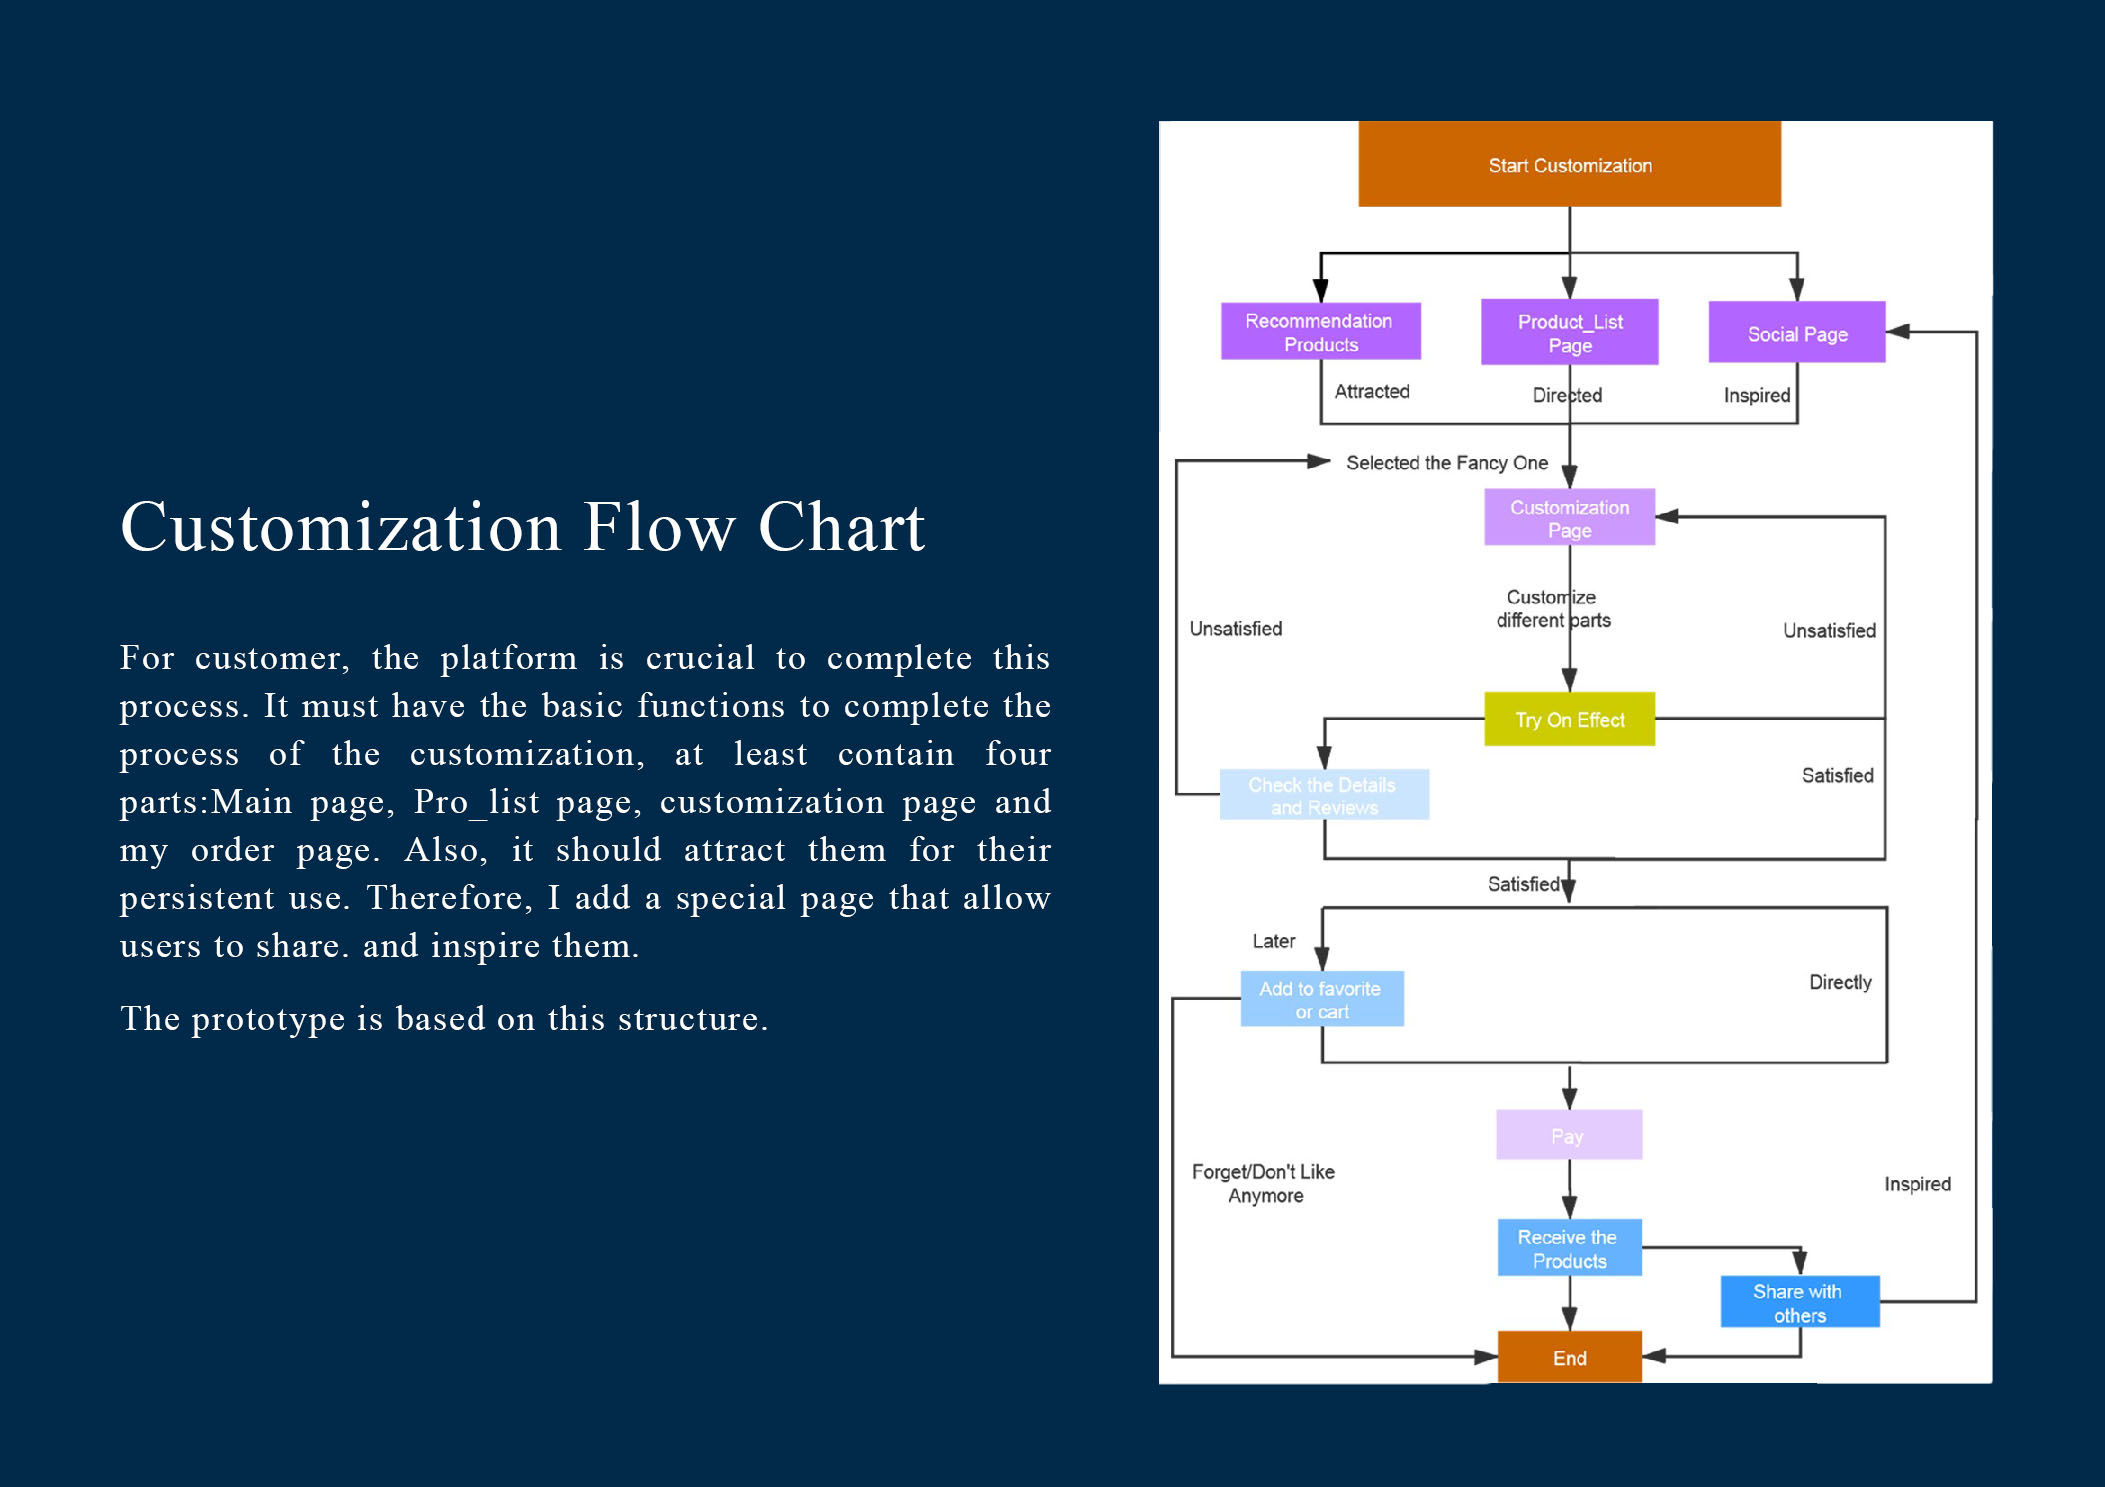 Customization Flow Chart
For customer, the platform is crucial to complete this
process. It must have the basic functions to complete the
process of the customization, at least contain four
parts:Main page, Pro_list page, customization page and
my order page. Also, it should attract them for their
persistent use. Therefore, I add a special page that allow
users to share. and inspire them.
The prototype is based on this structure.
Start Customization
Recommendation
Products
Product_List
Page
Social Page
Attracted
Directed
Inspired
Selected the Fancy One
Customization
Page
Customize
different parts
Unsatisfied
Unsatisfied
Try On Effect
Satisfied
Check the Details
and Reviews
Satisfied
Later
Directly
Add to favorite
or cart
Pay
Forget/Don't Like
Anymore
Inspired
Receive the
Products
Share with
others
End